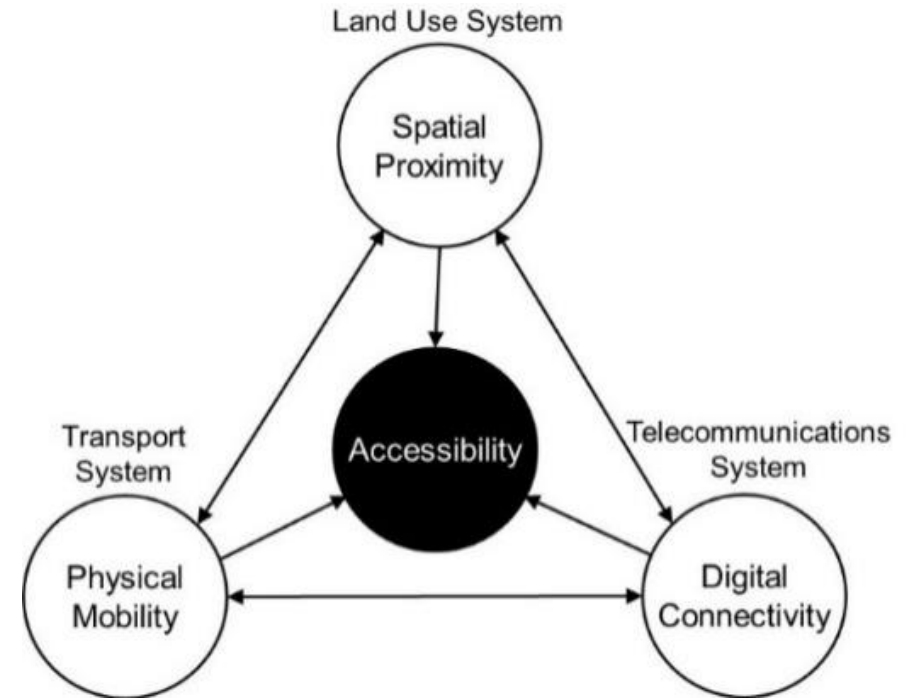 Land Use System
Spatial
Proximity
Accessibility
Transport
System
Telecommunications
System
Physical
Mobility
Digital
Connectivity